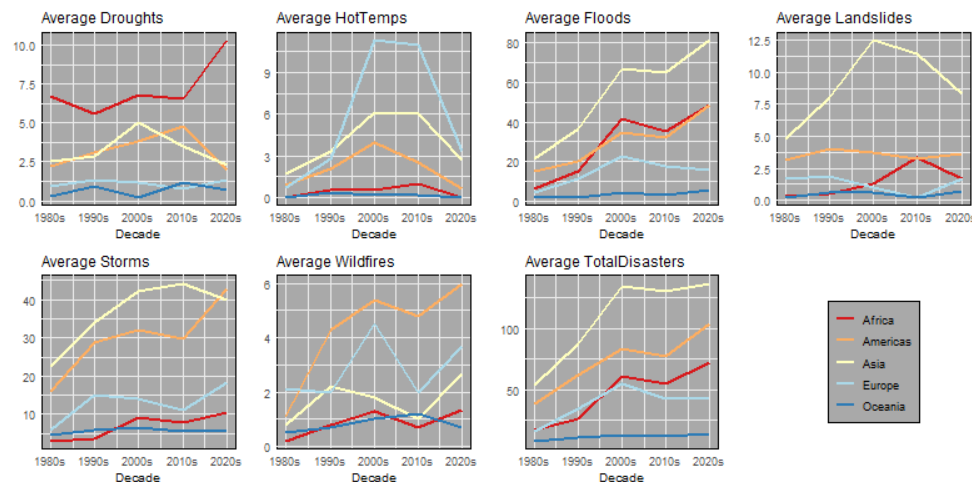 Average Droughts
10.0
7.5
5.0
2.5
0.0
1980s 1990s 2000s 2010s 2020s
Decade
Average HotTemps
9
6
3
0
1980s 1990s 2000s 2010s 2020s
Decade
Average Floods
80
60
40
20
0
1980s 1990s 2000s 2010s 2020s
Decade
Average Landslides
12.5
10.0
7.5
5.0
2.5
0.0
1980s 1990s 2000s 2010s 2020s
Decade
Average Storms
40
30
20
10
1980s 1990s 2000s 2010s 2020s
Decade
Average Wildfires
6
4
2
0
1980s 1990s 2000s 2010s 2020s
Decade
Average TotalDisasters
100
50
1980s 1990s 2000s 2010s 2020s
Decade
Africa
Americas
Asia
Europe
Oceania